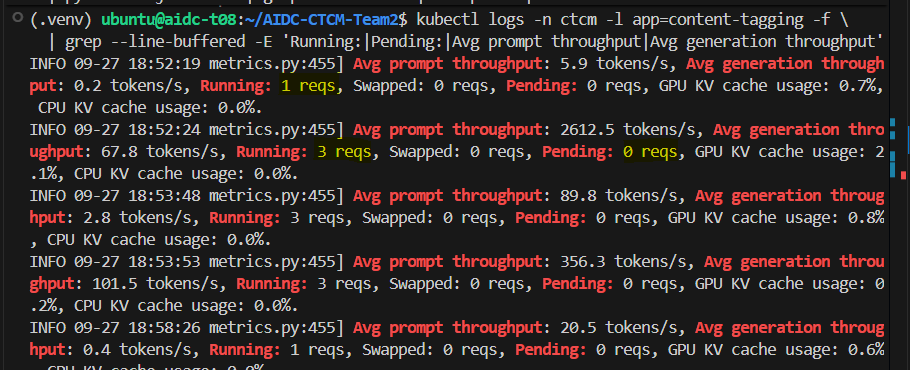 (.venv) ubuntu@aidc-t08:~/AIDC-CTCM-Team2$ kubectl logs -n ctcm -l app=content-tagging -f \
| grep --line-buffered -E 'Running:|Pending:|Avg prompt throughput|Avg generation throughput'
INFO 09-27 18:52:19 metrics.py:455] Avg prompt throughput: 5.9 tokens/s, Avg generation through
put: 0.2 tokens/s, Running: 1 reqs, Swapped: 0 reqs, Pending: 0 reqs, GPU KV cache usage: 0.7%,
CPU KV cache usage: 0.0%.
INFO 09-27 18:52:24 metrics.py:455] Avg prompt throughput: 2612.5 tokens/s, Avg generation thro
ughput: 67.8 tokens/s, Running: 3 reqs, Swapped: 0 reqs, Pending: 0 reqs, GPU KV cache usage: 2
.1%, CPU KV cache usage: 0.0%.
INFO 09-27 18:53:48 metrics.py:455] Avg prompt throughput: 89.8 tokens/s, Avg generation throug
hput: 2.8 tokens/s, Running: 3 reqs, Swapped: 0 reqs, Pending: 0 reqs, GPU KV cache usage: 0.8%
, CPU KV cache usage: 0.0%.
INFO 09-27 18:53:53 metrics.py:455] Avg prompt throughput: 356.3 tokens/s, Avg generation throu
ghput: 101.5 tokens/s, Running: 3 reqs, Swapped: 0 reqs, Pending: 0 reqs, GPU KV cache usage: 0
.2%, CPU KV cache usage: 0.0%.
INFO 09-27 18:58:26 metrics.py:455] Avg prompt throughput: 20.5 tokens/s, Avg generation throug
hput: 0.4 tokens/s, Running: 1 reqs, Swapped: 0 reqs, Pending: 0 reqs, GPU KV cache usage: 0.6%
CPU KV cache usage: 0.0%